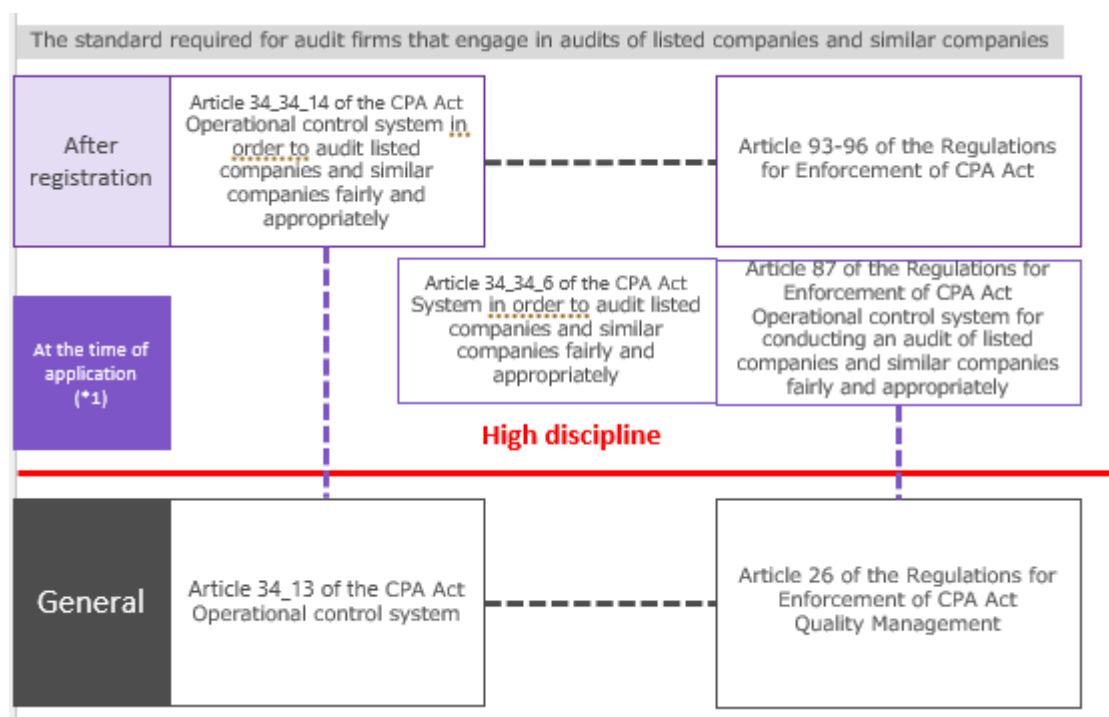 The standard required for audit firms that engage in audits of listed companies and similar companies
After
registration
Article 34_34_14 of the CPA Act
Operational control system in
order to audit listed
companies and similar
companies fairly and
appropriately
Article 93-96 of the Regulations
for Enforcement of CPA Act
At the time of
application
(*1)
Article 34_34_6 of the CPA Act
System in order to audit listed
companies and similar
companies fairly and
appropriately
Article 87 of the Regulations for
Enforcement of CPA Act
Operational control system for
conducting an audit of listed
companies and similar companies
fairly and appropriately
High discipline
General
Article 34_13 of the CPA Act
Operational control system
Article 26 of the Regulations for
Enforcement of CPA Act
Quality Management